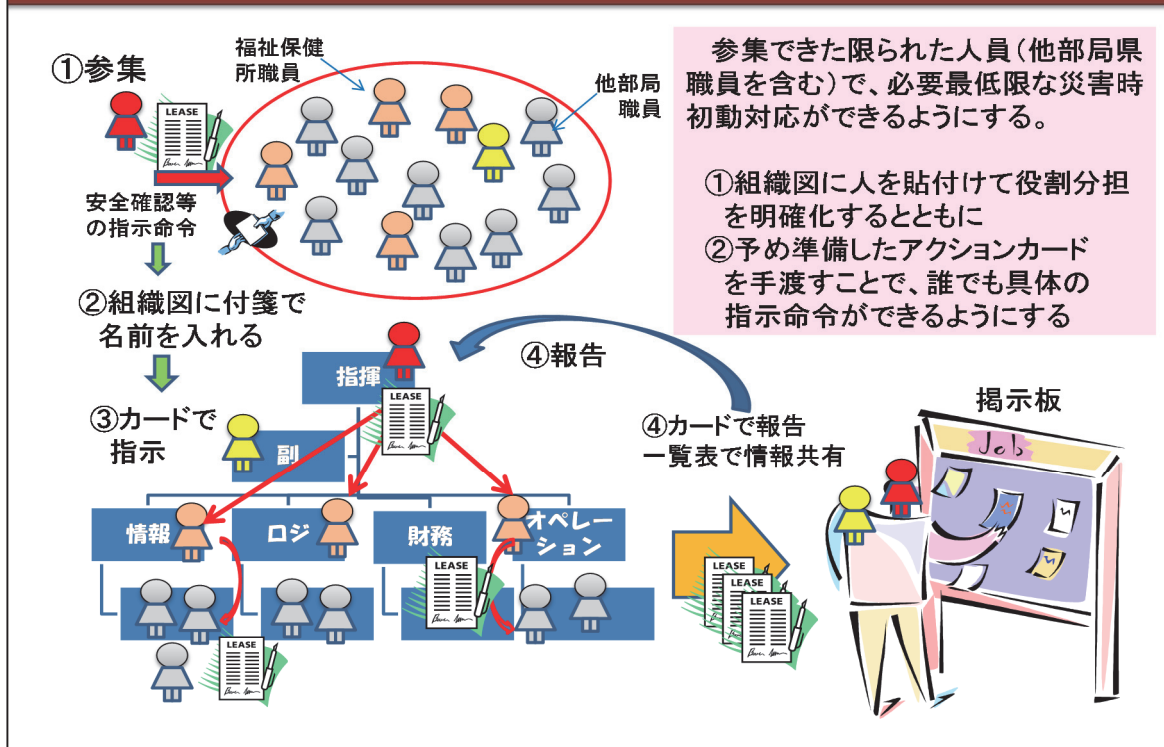 ①参集
LEASE
福祉保健
所職員
他部局
職員
安全確認等
の指示命令
②組織図に付箋で
名前を入れる
③カードで
指示
参集できた限られた人員(他部局県
職員を含む)で、必要最低限な災害時
初動対応ができるようにする。
①組織図に人を貼付けて役割分担
を明確化するとともに
②予め準備したアクションカード
を手渡すことで、誰でも具体の
指示命令ができるようにする
④報告
指揮
LEASE
副
情報
ロジ
財務
オペレー
ション
LEASE
LEASE
④カードで報告
一覧表で情報共有
LEASE
LEASE
LEASE
掲示板
Job